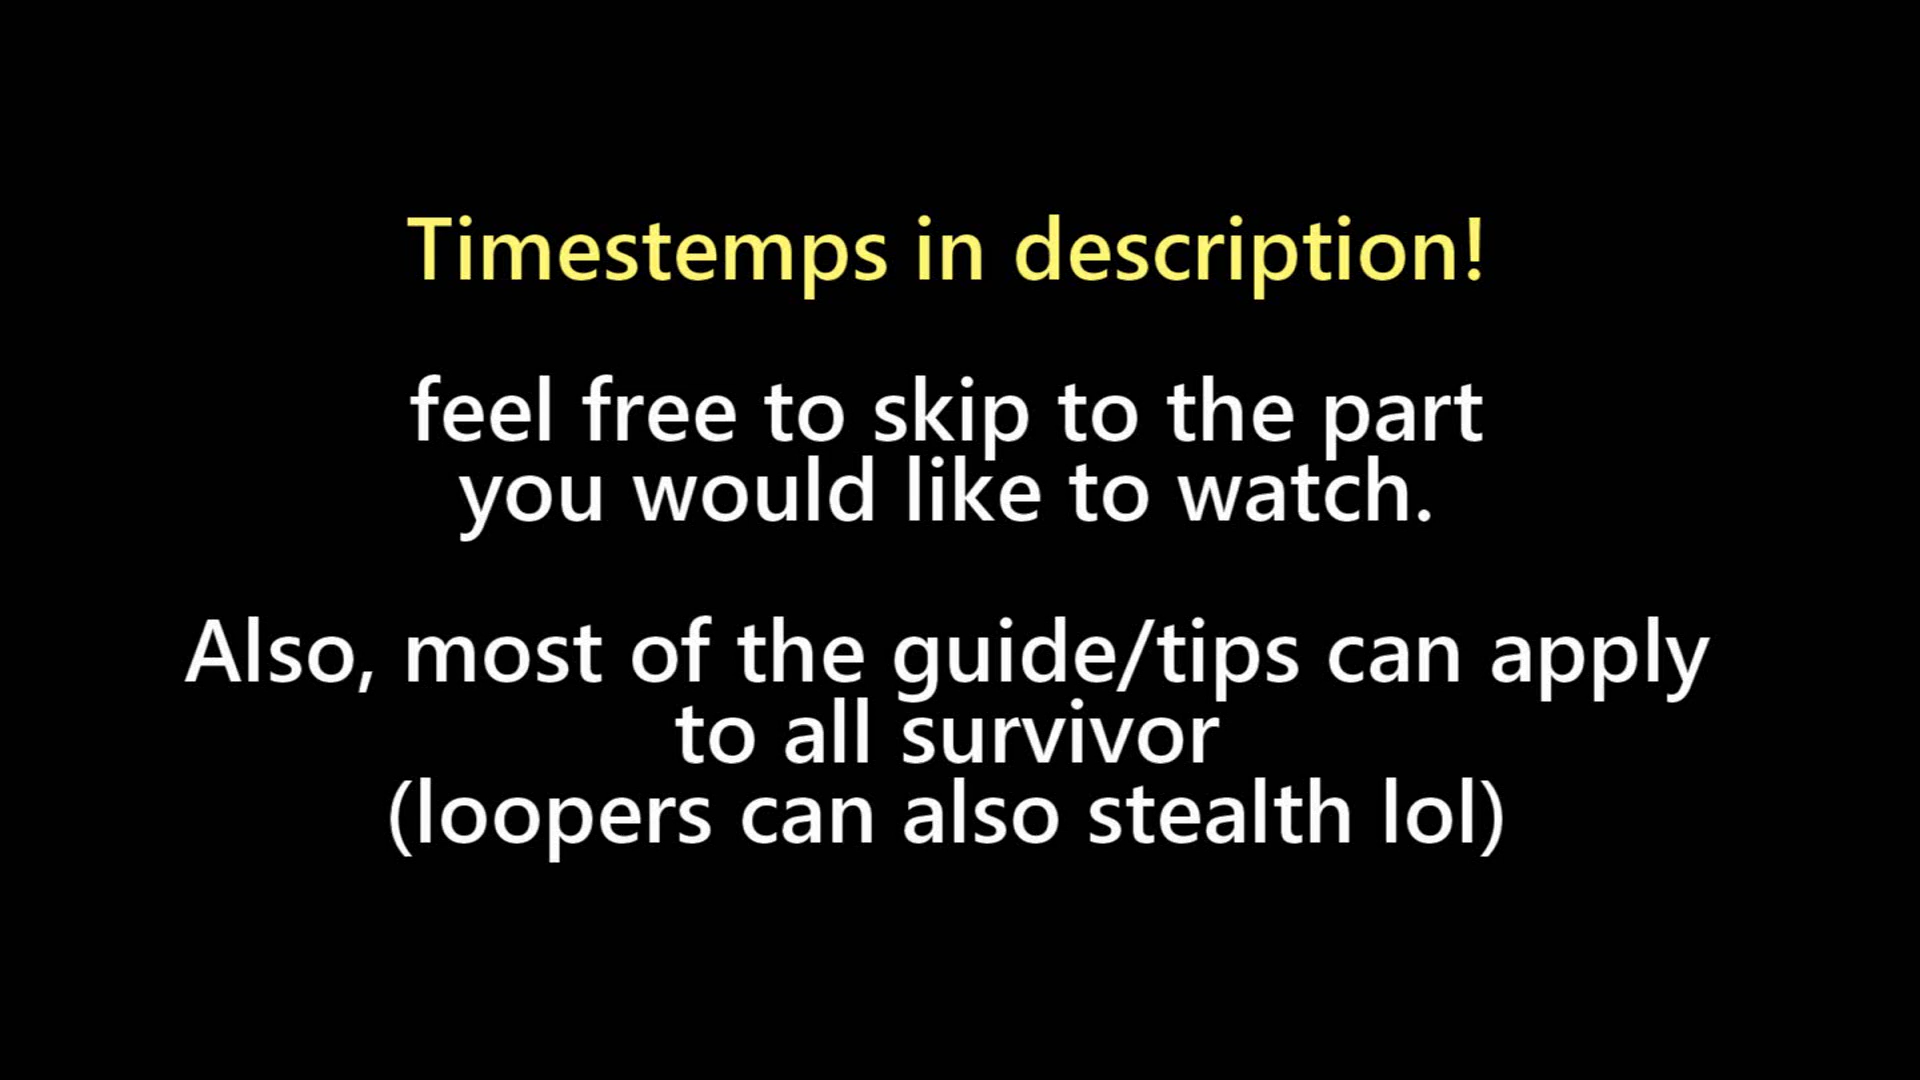 Timestemps in description!
feel free to skip to the part
you would like to watch.
Also, most of the guide/tips can apply
to all survivor
(loopers can also stealth lol)